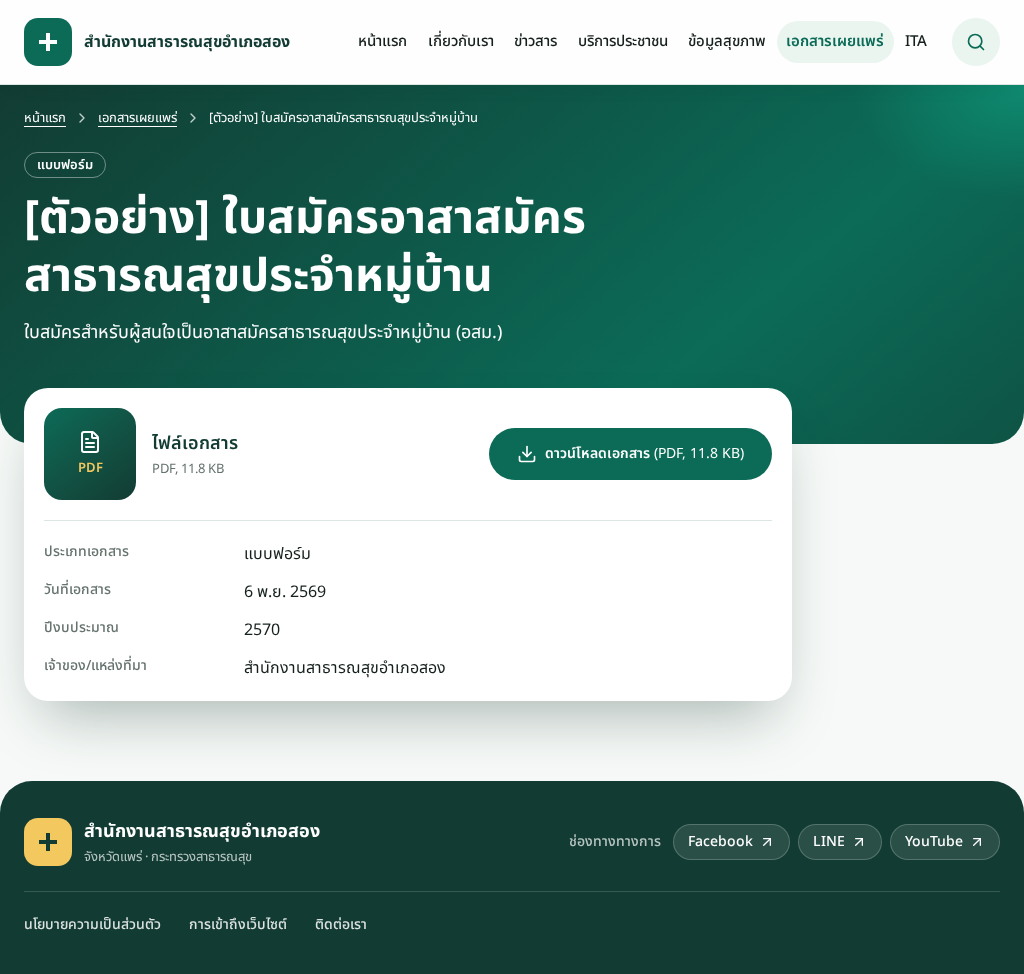 สำนักงานสาธารณสุขอำเภอสอง
หน้าแรก เกี่ยวกับเรา ข่าวสาร บริการประชาชน ข้อมูลสุขภาพ เอกสารเผยแพร่ ITA
หน้าแรก เอกสารเผยแพร่ [ตัวอย่าง] ใบสมัครอาสาสมัครสาธารณสุขประจำหมู่บ้าน
แบบฟอร์ม
[ตัวอย่าง] ใบสมัครอาสาสมัคร
สาธารณสุขประจำหมู่บ้าน
ใบสมัครสำหรับผู้สนใจเป็นอาสาสมัครสาธารณสุขประจำหมู่บ้าน (อสม.)
PDF
ไฟล์เอกสาร
PDF, 11.8 KB
ดาวน์โหลดเอกสาร (PDF, 11.8 KB)
ประเภทเอกสาร แบบฟอร์ม
วันที่เอกสาร 6 พ.ย. 2569
ปีงบประมาณ 2570
เจ้าของ/แหล่งที่มา สำนักงานสาธารณสุขอำเภอสอง
สำนักงานสาธารณสุขอำเภอสอง
จังหวัดแพร่ · กระทรวงสาธารณสุข
ช่องทางทางการ Facebook LINE YouTube
นโยบายความเป็นส่วนตัว การเข้าถึงเว็บไซต์ ติดต่อเรา